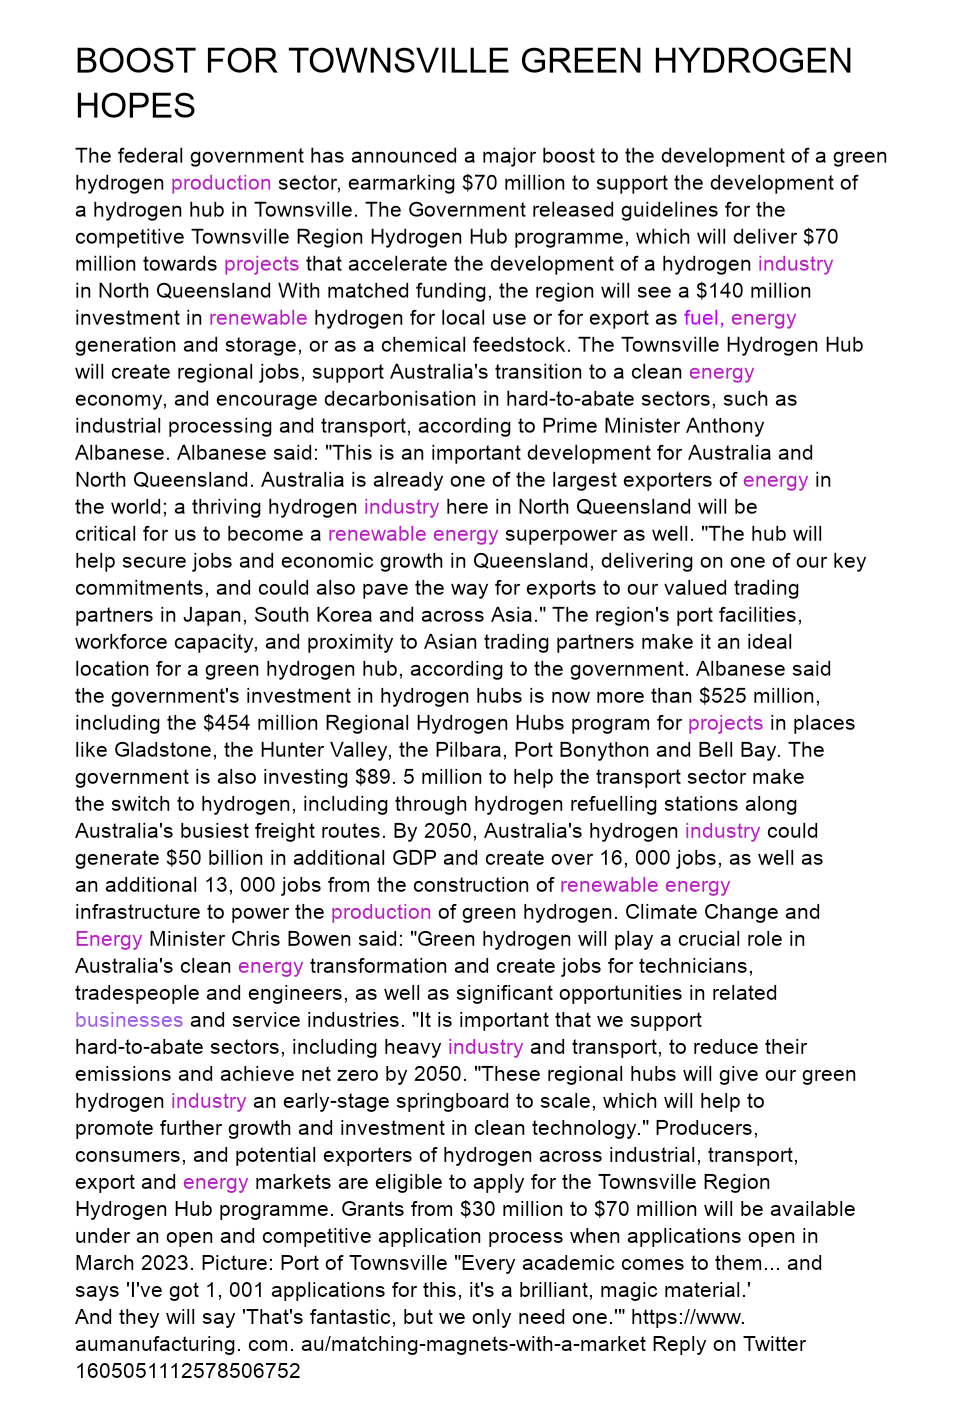 BOOST FOR TOWNSVILLE GREEN HYDROGEN
HOPES
The federal government has announced a major boost to the development of a green
hydrogen production sector, earmarking $70 million to support the development of
a hydrogen hub in Townsville. The Government released guidelines for the
competitive Townsville Region Hydrogen Hub programme, which will deliver $70
million towards projects that accelerate the development of a hydrogen industry
in North Queensland With matched funding, the region will see a $140 million
investment in renewable hydrogen for local use or for export as fuel, energy
generation and storage, or as a chemical feedstock. The Townsville Hydrogen Hub
will create regional jobs, support Australia's transition to a clean energy
economy, and encourage decarbonisation in hard-to-abate sectors, such as
industrial processing and transport, according to Prime Minister Anthony
Albanese. Albanese said: "This is an important development for Australia and
North Queensland. Australia is already one of the largest exporters of energy in
the world; a thriving hydrogen industry here in North Queensland will be
critical for us to become a renewable energy superpower as well. "The hub will
help secure jobs and economic growth in Queensland, delivering on one of our key
commitments, and could also pave the way for exports to our valued trading
partners in Japan, South Korea and across Asia." The region's port facilities,
workforce capacity, and proximity to Asian trading partners make it an ideal
location for a green hydrogen hub, according to the government. Albanese said
the government's investment in hydrogen hubs is now more than $525 million,
including the $454 million Regional Hydrogen Hubs program for projects in places
like Gladstone, the Hunter Valley, the Pilbara, Port Bonython and Bell Bay. The
government is also investing $89. 5 million to help the transport sector make
the switch to hydrogen, including through hydrogen refuelling stations along
Australia's busiest freight routes. By 2050, Australia's hydrogen industry could
generate $50 billion in additional GDP and create over 16, 000 jobs, as well as
an additional 13, 000 jobs from the construction of renewable energy
infrastructure to power the production of green hydrogen. Climate Change and
Energy Minister Chris Bowen said: "Green hydrogen will play a crucial role in
Australia's clean energy transformation and create jobs for technicians,
tradespeople and engineers, as well as significant opportunities in related
businesses and service industries. "It is important that we support
hard-to-abate sectors, including heavy industry and transport, to reduce their
emissions and achieve net zero by 2050. "These regional hubs will give our green
hydrogen industry an early-stage springboard to scale, which will help to
promote further growth and investment in clean technology." Producers,
consumers, and potential exporters of hydrogen across industrial, transport,
export and energy markets are eligible to apply for the Townsville Region
Hydrogen Hub programme. Grants from $30 million to $70 million will be available
under an open and competitive application process when applications open in
March 2023. Picture: Port of Townsville "Every academic comes to them... and
says 'I've got 1, 001 applications for this, it's a brilliant, magic material.'
And they will say 'That's fantastic, but we only need one.'" https://www.
aumanufacturing. com. au/matching-magnets-with-a-market Reply on Twitter
1605051112578506752